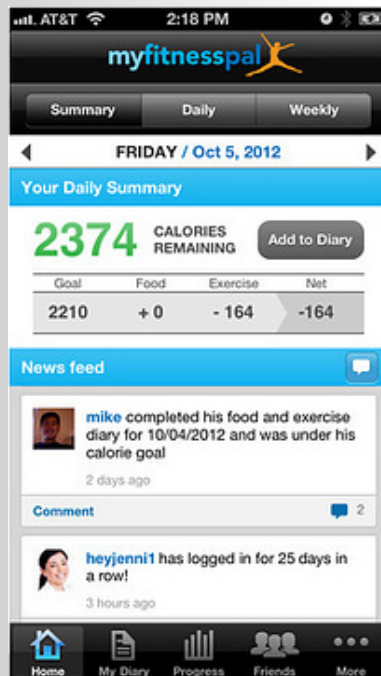 AT&T 2:18 PM
myfitnesspal
Summary Daily Weekly
FRIDAY / Oct 5, 2012
Your Daily Summary
2374 CALORIES REMAINING Add to Diary
Goal Food Exercise Net
2210 + 0 - 164 -164
News feed
mike completed his food and exercise
diary for 10/04/2012 and was under his
calorie goal
2 days ago
Comment 2
heyjenni1 has logged in for 25 days in
a row!
3 hours ago
Home My Diary Progress Friends More